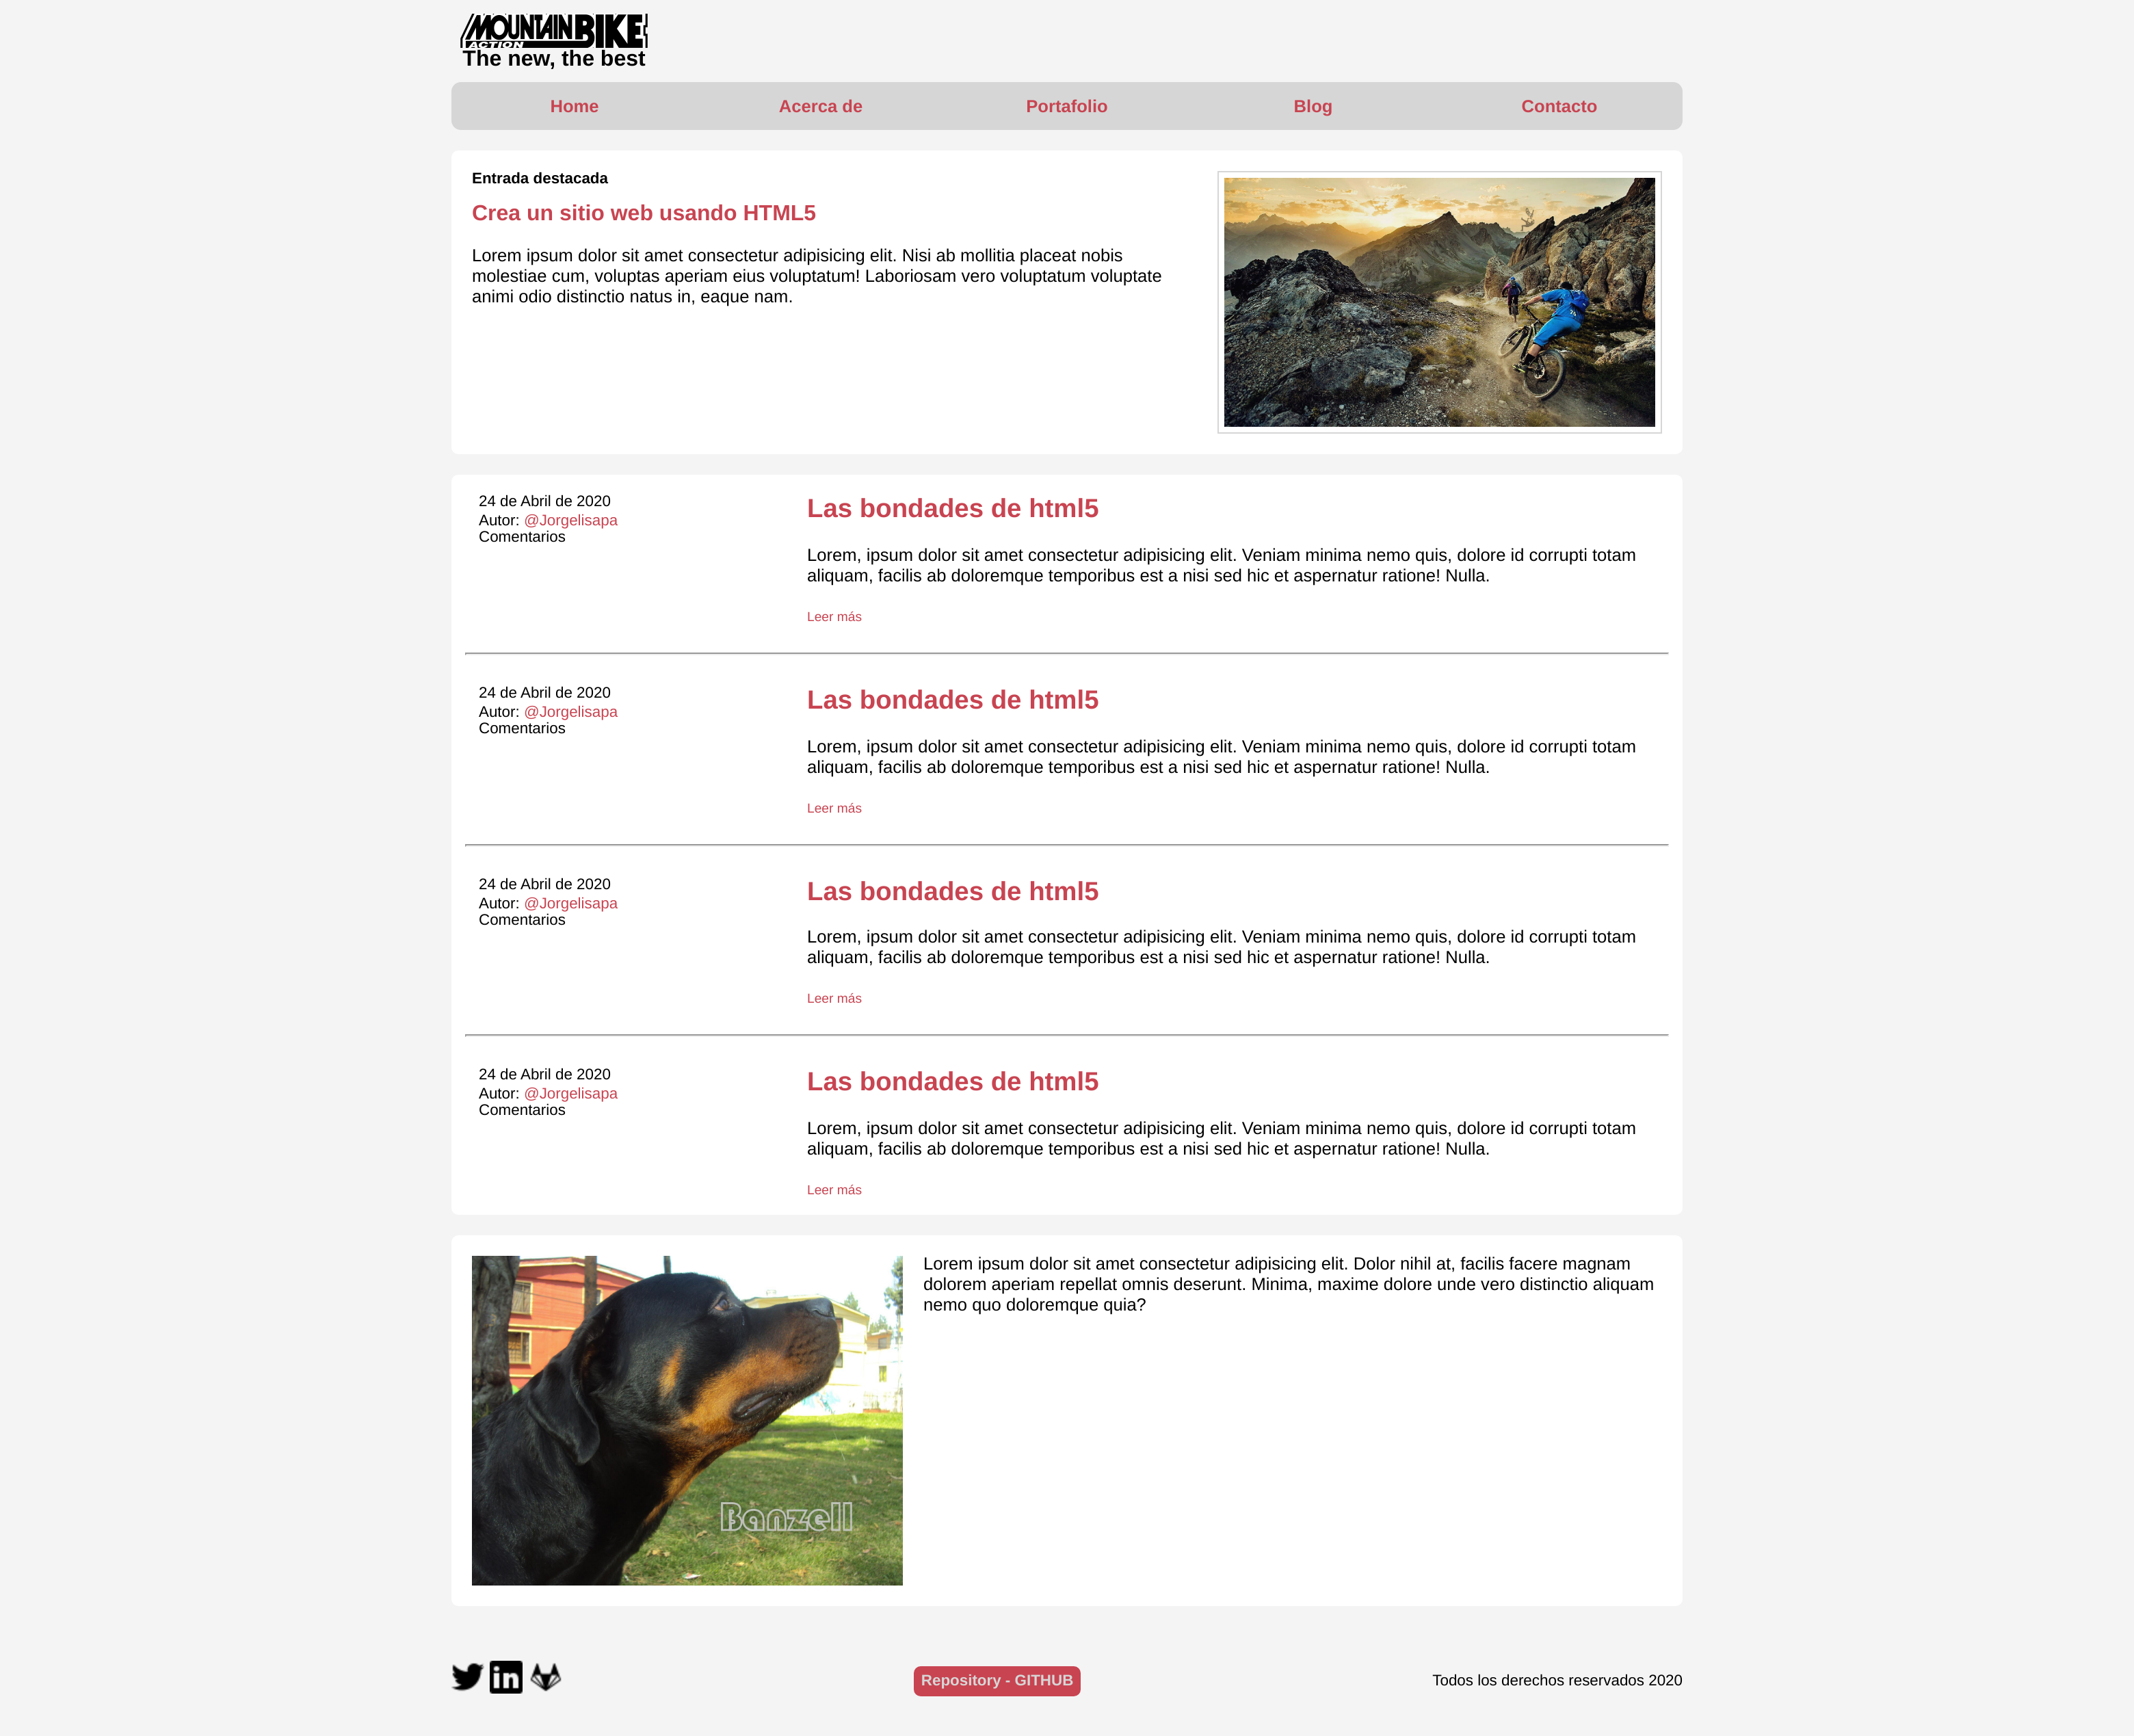 MOUNTAIN BIKE
ACTION
The new, the best
Home Acerca de Portafolio Blog Contacto
Entrada destacada
Crea un sitio web usando HTML5
Lorem ipsum dolor sit amet consectetur adipisicing elit. Nisi ab mollitia placeat nobis
molestiae cum, voluptas aperiam eius voluptatum! Laboriosam vero voluptatum voluptate
animi odio distinctio natus in, eaque nam.
24 de Abril de 2020
Autor: @Jorgelisapa
Comentarios
Las bondades de html5
Lorem, ipsum dolor sit amet consectetur adipisicing elit. Veniam minima nemo quis, dolore id corrupti totam
aliquam, facilis ab doloremque temporibus est a nisi sed hic et aspernatur ratione! Nulla.
Leer más
24 de Abril de 2020
Autor: @Jorgelisapa
Comentarios
Las bondades de html5
Lorem, ipsum dolor sit amet consectetur adipisicing elit. Veniam minima nemo quis, dolore id corrupti totam
aliquam, facilis ab doloremque temporibus est a nisi sed hic et aspernatur ratione! Nulla.
Leer más
24 de Abril de 2020
Autor: @Jorgelisapa
Comentarios
Las bondades de html5
Lorem, ipsum dolor sit amet consectetur adipisicing elit. Veniam minima nemo quis, dolore id corrupti totam
aliquam, facilis ab doloremque temporibus est a nisi sed hic et aspernatur ratione! Nulla.
Leer más
24 de Abril de 2020
Autor: @Jorgelisapa
Comentarios
Las bondades de html5
Lorem, ipsum dolor sit amet consectetur adipisicing elit. Veniam minima nemo quis, dolore id corrupti totam
aliquam, facilis ab doloremque temporibus est a nisi sed hic et aspernatur ratione! Nulla.
Leer más
Banzell
Lorem ipsum dolor sit amet consectetur adipisicing elit. Dolor nihil at, facilis facere magnam
dolorem aperiam repellat omnis deserunt. Minima, maxime dolore unde vero distinctio aliquam
nemo quo doloremque quia?
in
Repository - GITHUB
Todos los derechos reservados 2020